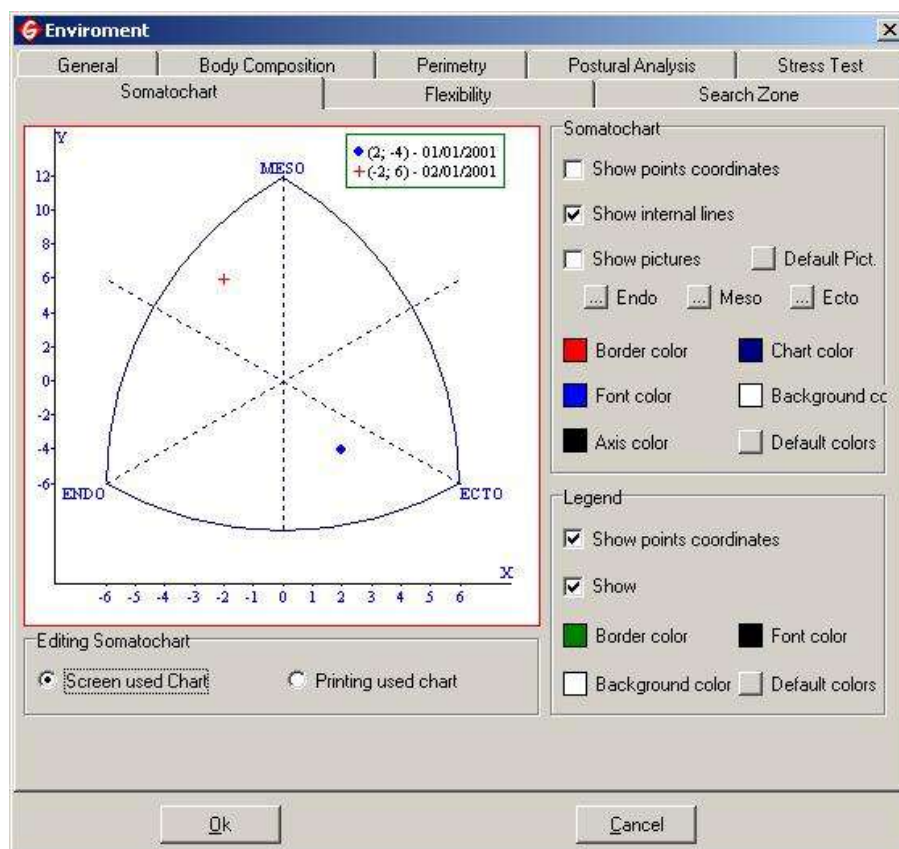 Enviroment
General Body Composition Perimetry Postural Analysis Stress Test
Somatochart Flexibility Search Zone
Y
(2; -4) - 01/01/2001
(-2; 6) - 02/01/2001
MESO
12
10
8
6
4
2
0
-2
-4
-6
ENDO ECTO
X
-6 -5 -4 -3 -2 -1 0 1 2 3 4 5 6
Editing Somatochart
Screen used Chart Printing used chart
Somatochart
Show points coordinates
Show internal lines
Show pictures Default Pict.
... Endo ... Meso ... Ecto
Border color Chart color
Font color Background co
Axis color Default colors
Legend
Show points coordinates
Show
Border color Font color
Background color Default colors
Ok Cancel